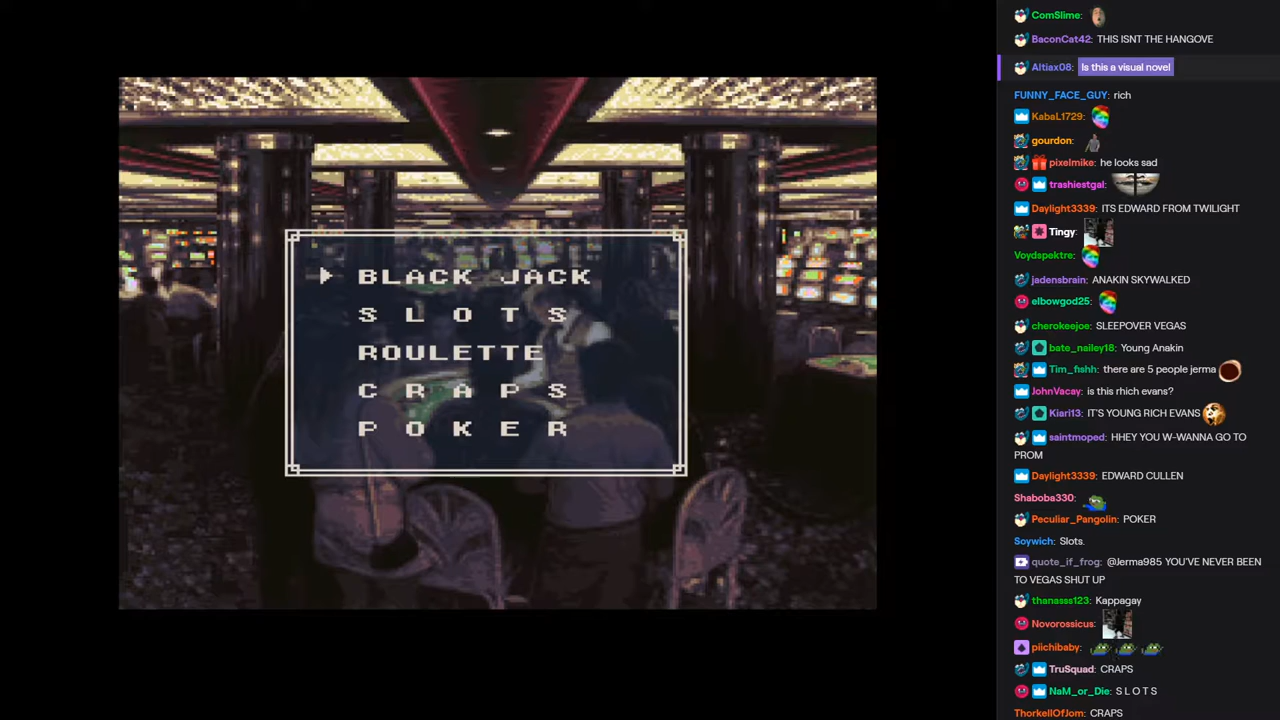 BLACK JACK
S L O T S
ROULETTE
C R A P S
P O K E R
ComSlime:
BaconCat42: THIS ISNT THE HANGOVE
Altiax08: Is this a visual novel
FUNNY_FACE_GUY: rich
KabaL1729:
gourdon:
pixelmike: he looks sad
trashiestgal:
Daylight3339: ITS EDWARD FROM TWILIGHT
Tingy:
Voydspektre:
jadensbrain: ANAKIN SKYWALKED
elbowgod25:
cherokeejoe: SLEEPOVER VEGAS
bate_nailey18: Young Anakin
Tim_fishh: there are 5 people jerma
JohnVacay: is this rhich evans?
Kiari13: IT'S YOUNG RICH EVANS
saintmoped: HHEY YOU W-WANNA GO TO
PROM
Daylight3339: EDWARD CULLEN
Shaboba330:
Peculiar_Pangolin: POKER
Soywich: Slots.
quote_if_frog: @Jerma985 YOU'VE NEVER BEEN
TO VEGAS SHUT UP
thanasss123: Kappagay
Novorossicus:
piichibaby:
TruSquad: CRAPS
NaM_or_Die: S L O T S
ThorkellOfJom: CRAPS